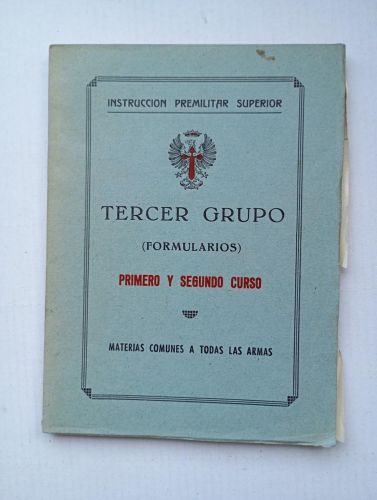 INSTRUCCION PREMILITAR SUPERIOR
TERCER GRUPO
(FORMULARIOS)
PRIMERO Y SEGUNDO CURSO
MATERIAS COMUNES A TODAS LAS ARMAS